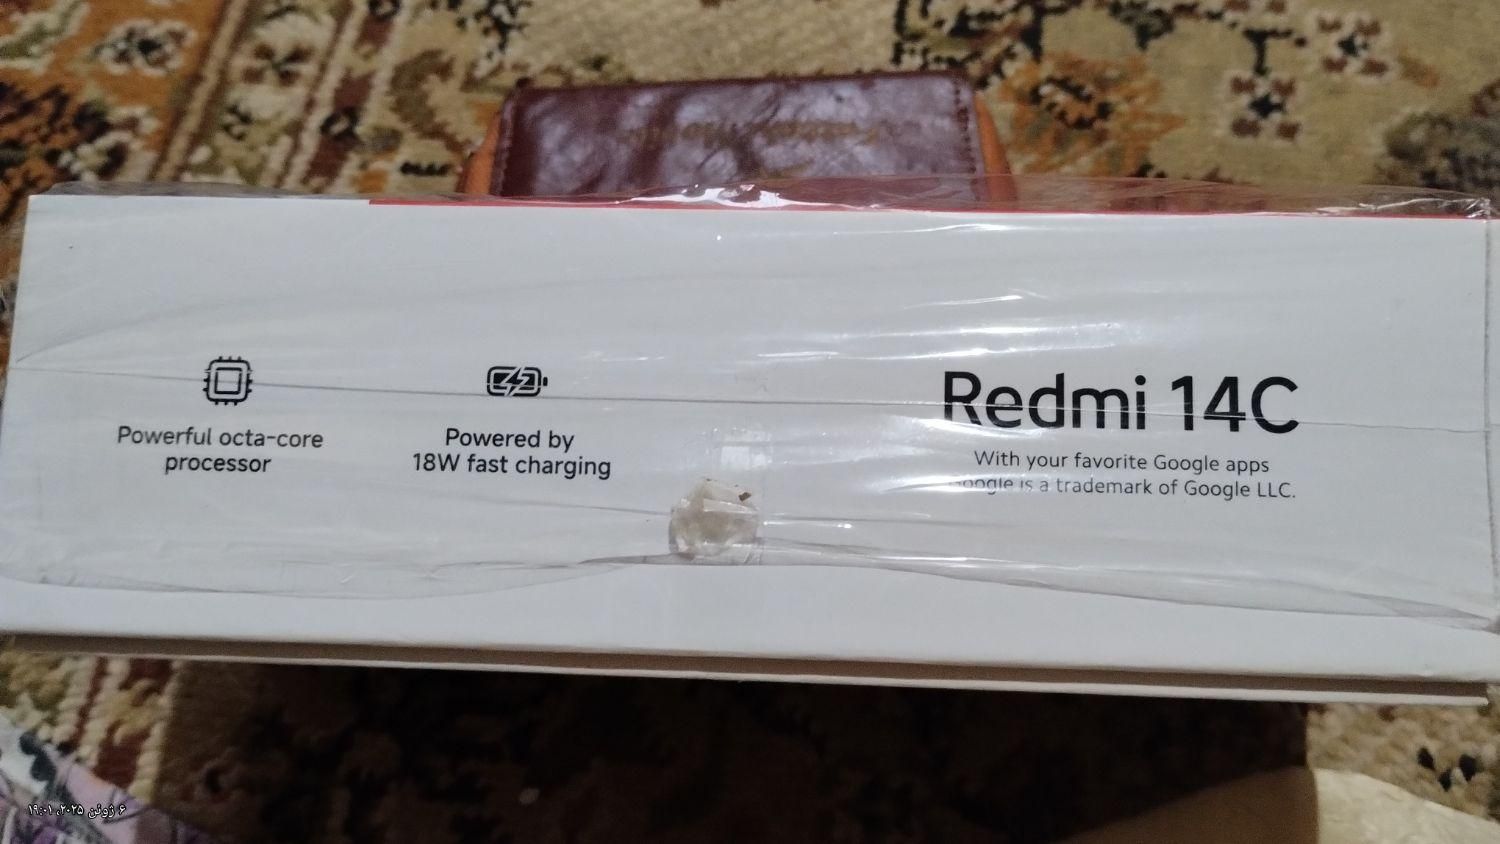 Powerful octa-core
processor
Powered by
18W fast charging
Redmi 14C
With your favorite Google apps
Google is a trademark of Google LLC.
۶ ژوئن ۲۰۲۵، ۱۹:۰۱